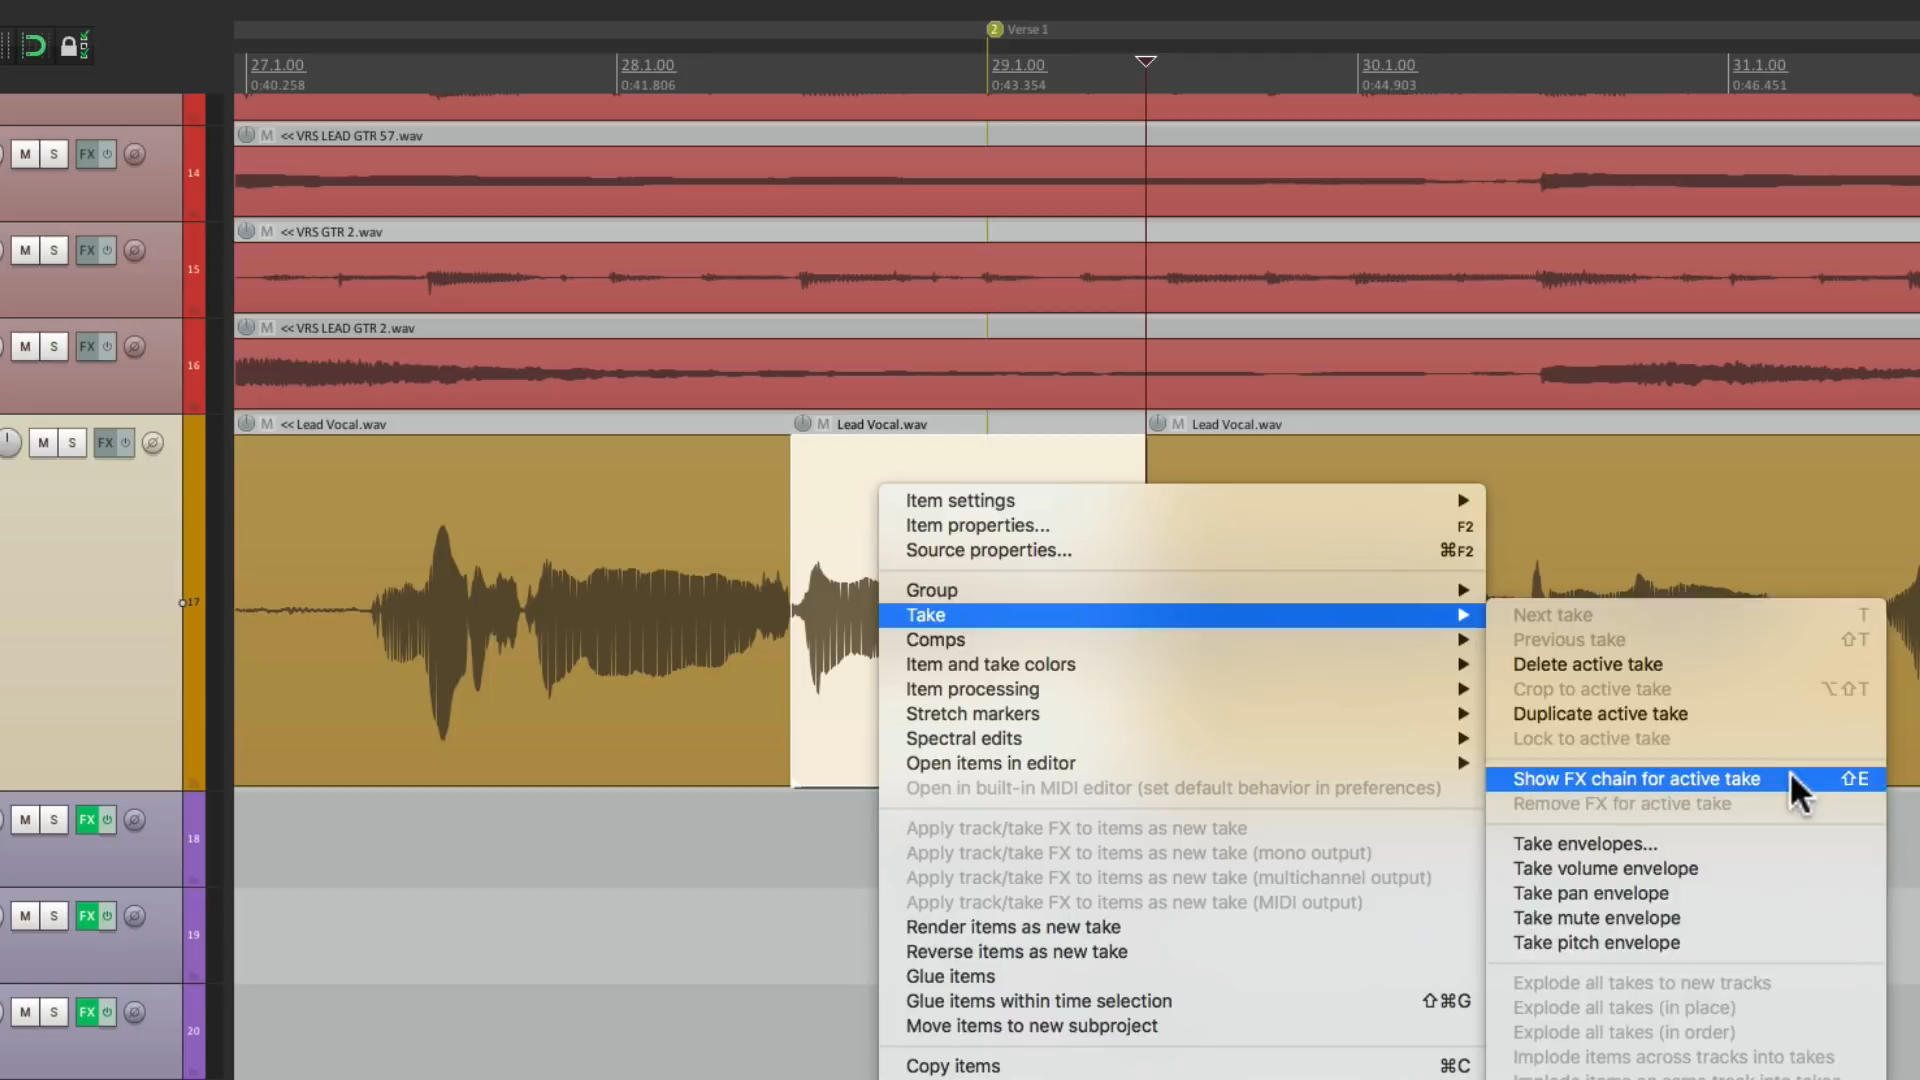 2 Verse 1
27.1.00 28.1.00 29.1.00 30.1.00 31.1.00
0:40.258 0:41.806 0:43.354 0:44.903 0:46.451
M << VRS LEAD GTR 57.wav
M S FX 14
M << VRS GTR 2.wav
M S FX 15
M << VRS LEAD GTR 2.wav
M S FX 16
M << Lead Vocal.wav M Lead Vocal.wav M Lead Vocal.wav
M S FX
17
M S FX 18
M S FX 19
M S FX 20
Item settings
Item properties... F2
Source properties... ⌘F2
Group
Take
Comps
Item and take colors
Item processing
Stretch markers
Spectral edits
Open items in editor
Open in built-in MIDI editor (set default behavior in preferences)
Apply track/take FX to items as new take
Apply track/take FX to items as new take (mono output)
Apply track/take FX to items as new take (multichannel output)
Apply track/take FX to items as new take (MIDI output)
Render items as new take
Reverse items as new take
Glue items
Glue items within time selection ⇧⌘G
Move items to new subproject
Copy items ⌘C
Next take T
Previous take ⇧T
Delete active take
Crop to active take ⌥⇧T
Duplicate active take
Lock to active take
Show FX chain for active take ⇧E
Remove FX for active take
Take envelopes...
Take volume envelope
Take pan envelope
Take mute envelope
Take pitch envelope
Explode all takes to new tracks
Explode all takes (in place)
Explode all takes (in order)
Implode items across tracks into takes